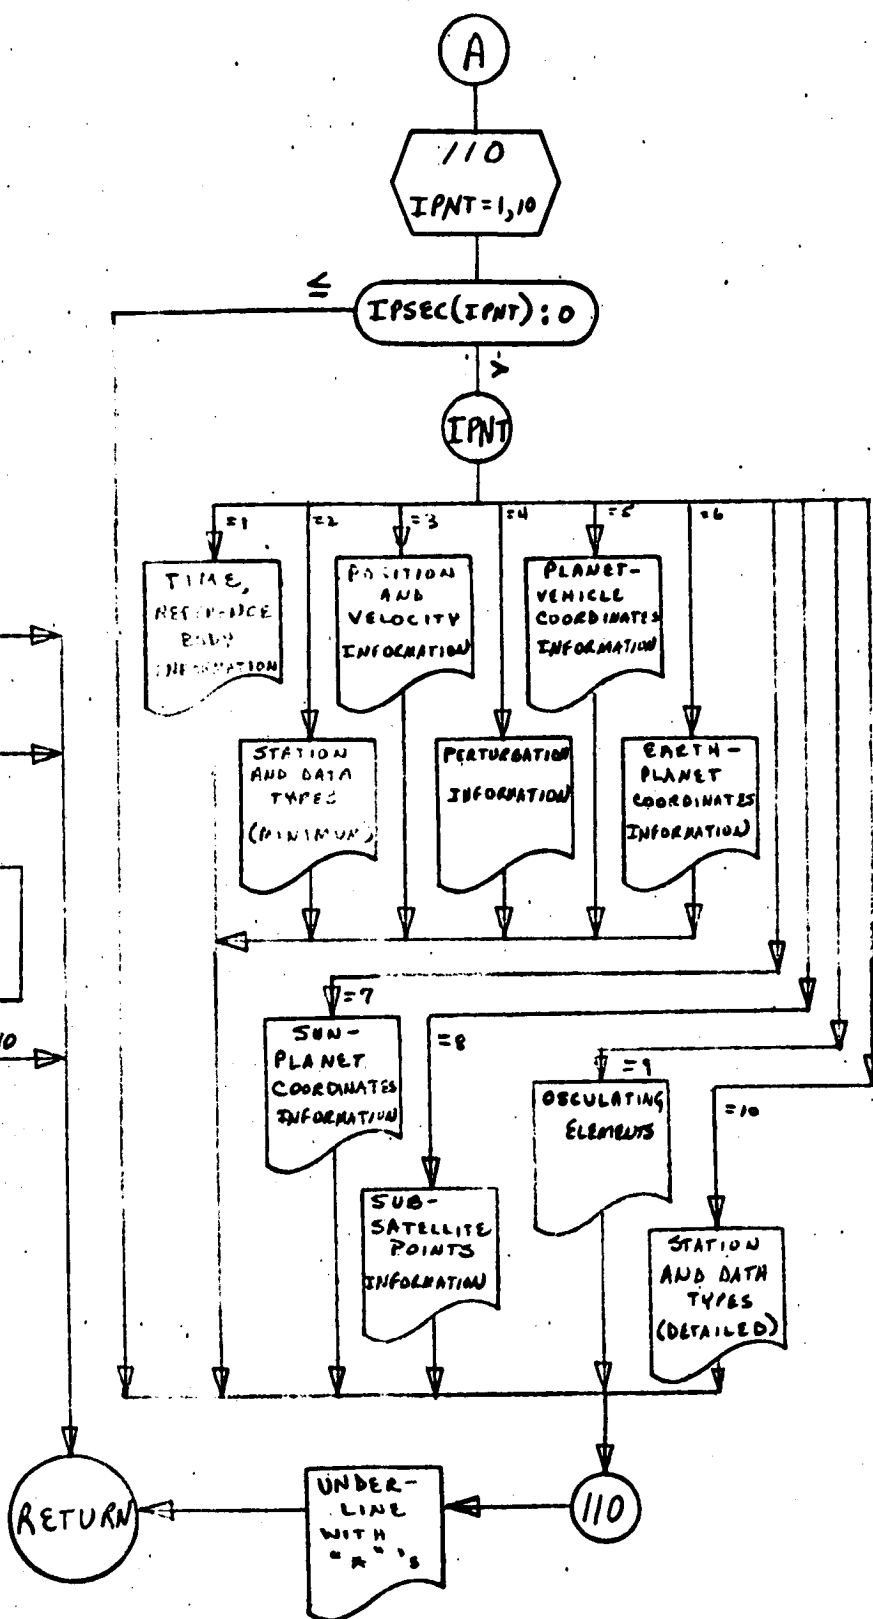 A
110
IPNT=1,10
≤
IPSEC(IPNT):0
>
IPNT
=1
=2
=3
=4
=5
=6
TIME,
REFERENCE
BODY
INFORMATION
POSITION
AND
VELOCITY
INFORMATION
PLANET-
VEHICLE
COORDINATES
INFORMATION
STATION
AND DATA
TYPES
(MINIMUM)
PERTURBATION
INFORMATION
EARTH-
PLANET
COORDINATES
INFORMATION
=7
SUN-
PLANET
COORDINATES
INFORMATION
=8
=9
OSCULATING
ELEMENTS
=10
10
SUB-
SATELLITE
POINTS
INFORMATION
STATION
AND DATA
TYPES
(DETAILED)
RETURN
UNDER-
LINE
WITH
"*"'s
110